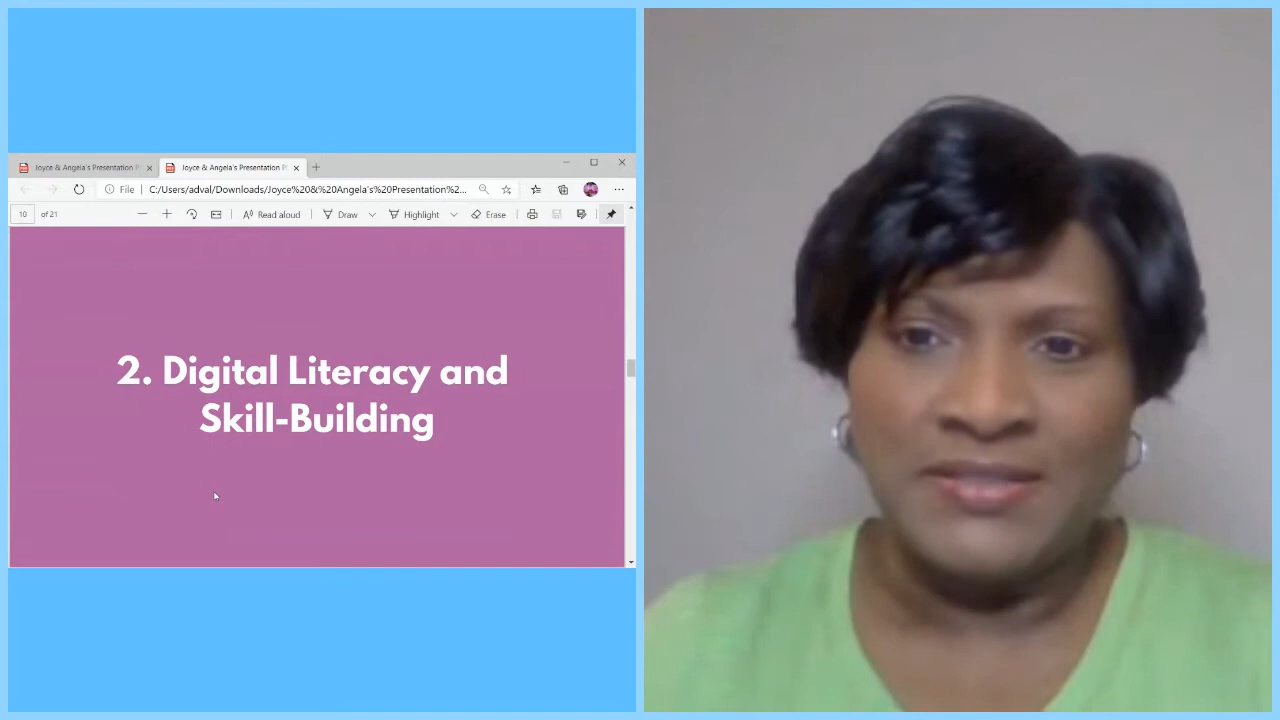 Joyce & Angela's Presentation P
Joyce & Angela's Presentation P
File
C:/Users/adval/Downloads/Joyce%20&%20Angela's%20Presentation%2...
10 of 21
Read aloud
Draw
Highlight
Erase
2. Digital Literacy and
Skill-Building